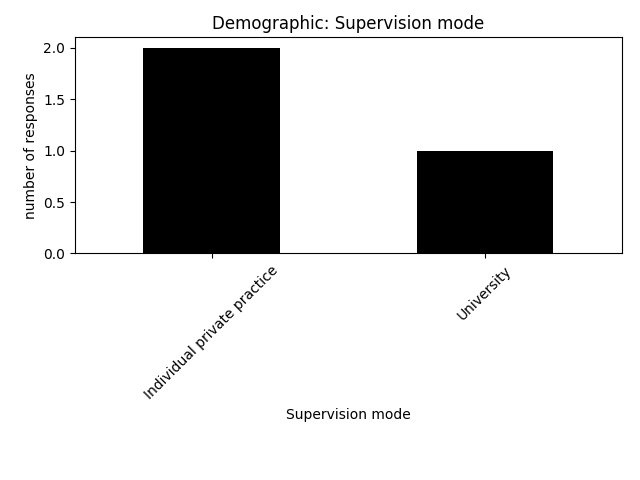 Demographic: Supervision mode
number of responses
2.0
1.5
1.0
0.5
0.0
Individual private practice
University
Supervision mode